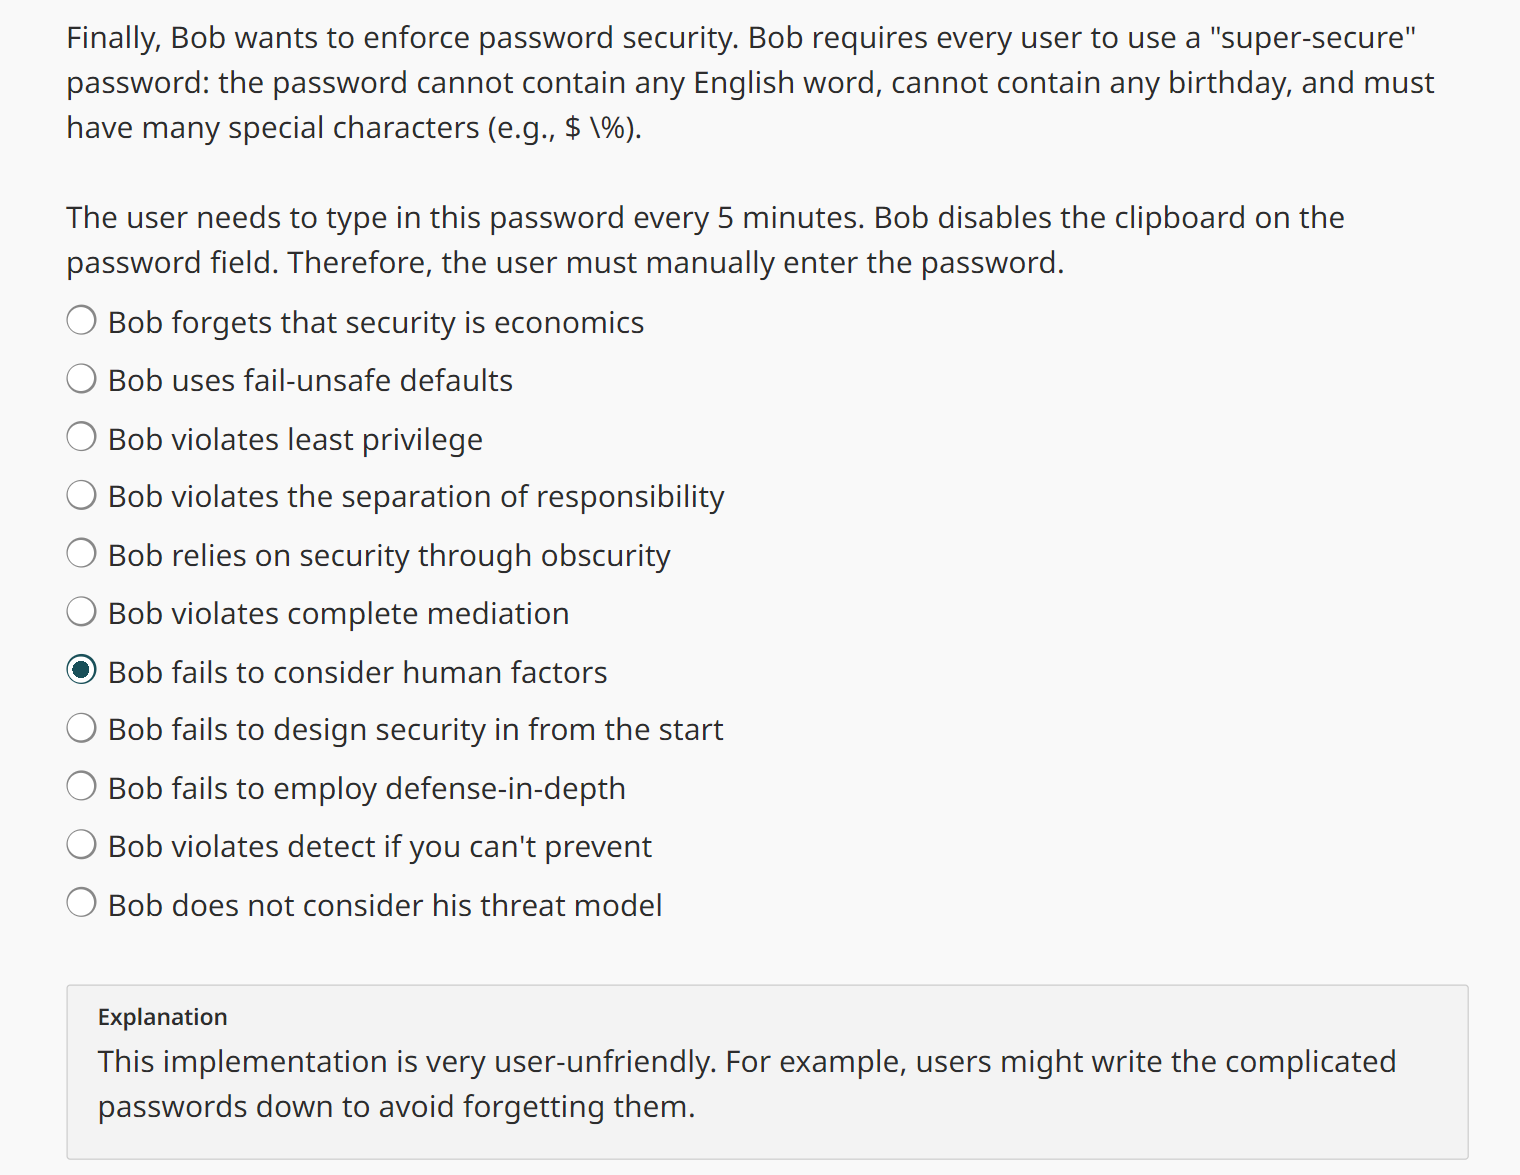 Finally, Bob wants to enforce password security. Bob requires every user to use a "super-secure"
password: the password cannot contain any English word, cannot contain any birthday, and must
have many special characters (e.g., $ \%).
The user needs to type in this password every 5 minutes. Bob disables the clipboard on the
password field. Therefore, the user must manually enter the password.
Bob forgets that security is economics
Bob uses fail-unsafe defaults
Bob violates least privilege
Bob violates the separation of responsibility
Bob relies on security through obscurity
Bob violates complete mediation
Bob fails to consider human factors
Bob fails to design security in from the start
Bob fails to employ defense-in-depth
Bob violates detect if you can't prevent
Bob does not consider his threat model
Explanation
This implementation is very user-unfriendly. For example, users might write the complicated
passwords down to avoid forgetting them.